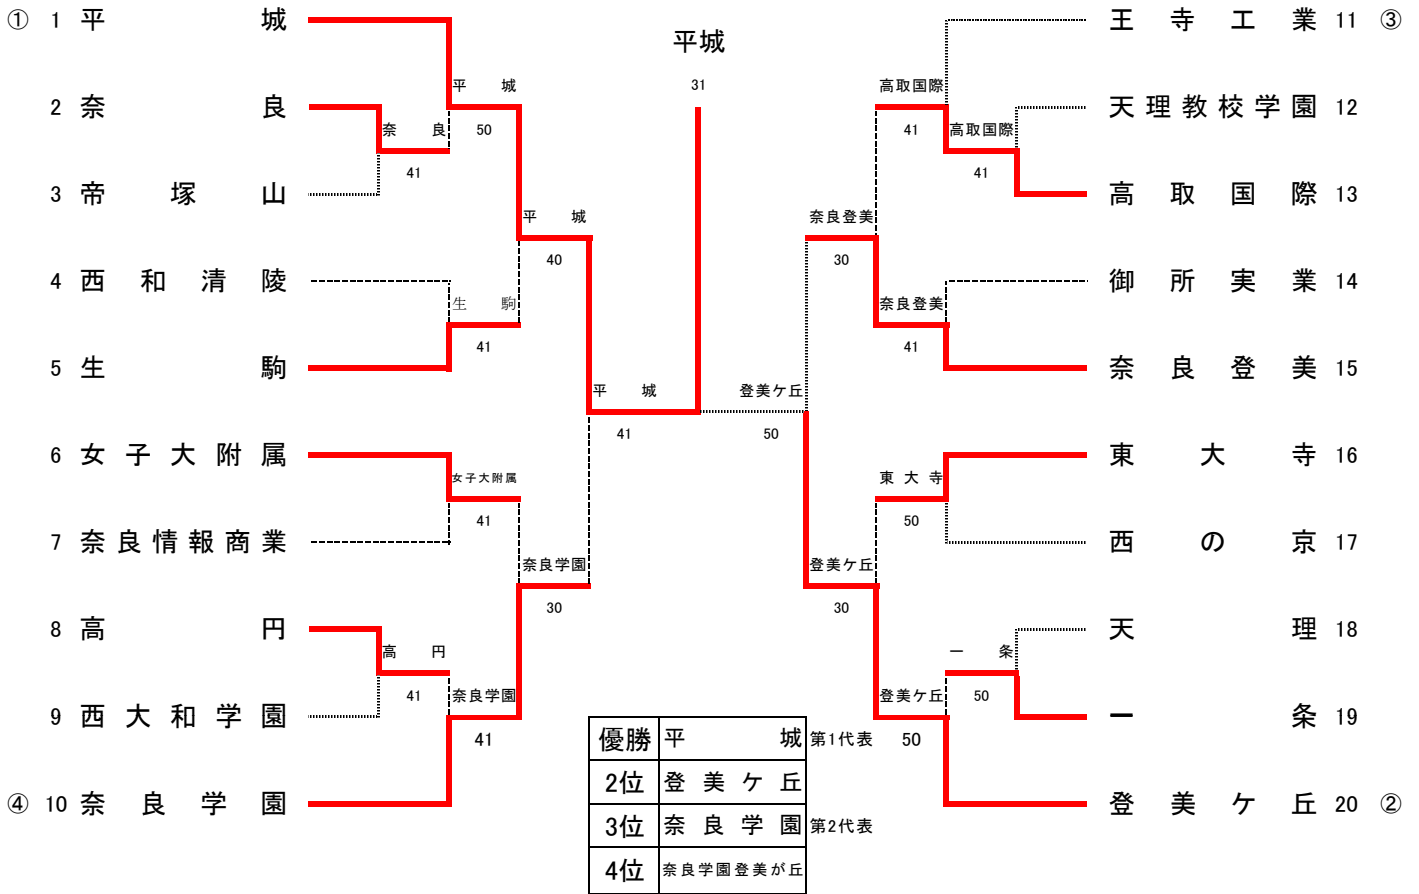 ① 1 平城
王寺工業 11 ③
平城
平城
31
高取国際
2 奈良
天理教校学園 12
奈良
50
41
高取国際
41
41
3 帝塚山
高取国際 13
平城
奈良登美
40
30
4 西和清陵
御所実業 14
生駒
奈良登美
41
41
5 生駒
奈良登美 15
平城
登美ケ丘
41
50
6 女子大附属
東大寺 16
女子大附属
東大寺
41
50
7 奈良情報商業
西の京 17
奈良学園
登美ケ丘
30
30
8 高円
天理 18
高円
一条
41
奈良学園
登美ケ丘
50
9 西大和学園
一条 19
41
50
優勝 平城 第1代表
2位 登美ケ丘
④ 10 奈良学園
登美ケ丘 20 ②
3位 奈良学園 第2代表
4位 奈良学園登美が丘